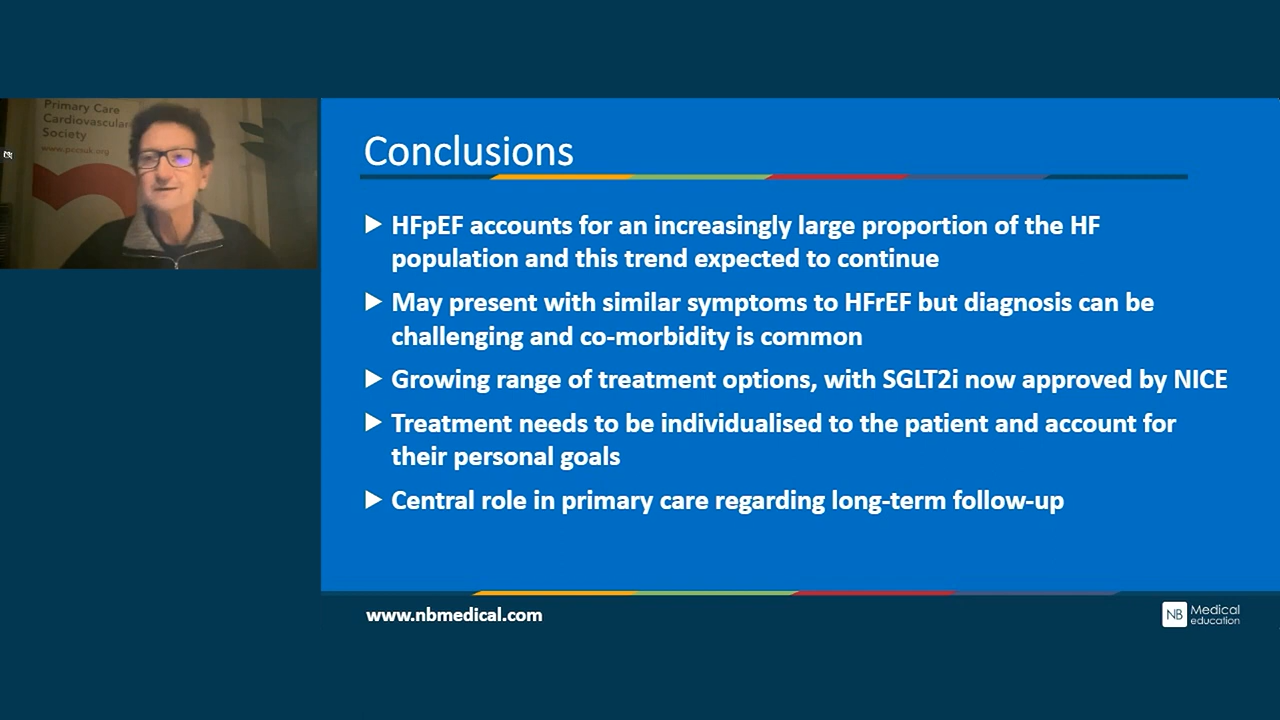 Primary Care
Cardiovascular
Society
www.pccsuk.org
Conclusions
HFpEF accounts for an increasingly large proportion of the HF
population and this trend expected to continue
May present with similar symptoms to HFrEF but diagnosis can be
challenging and co-morbidity is common
Growing range of treatment options, with SGLT2i now approved by NICE
Treatment needs to be individualised to the patient and account for
their personal goals
Central role in primary care regarding long-term follow-up
www.nbmedical.com
NB Medical
education